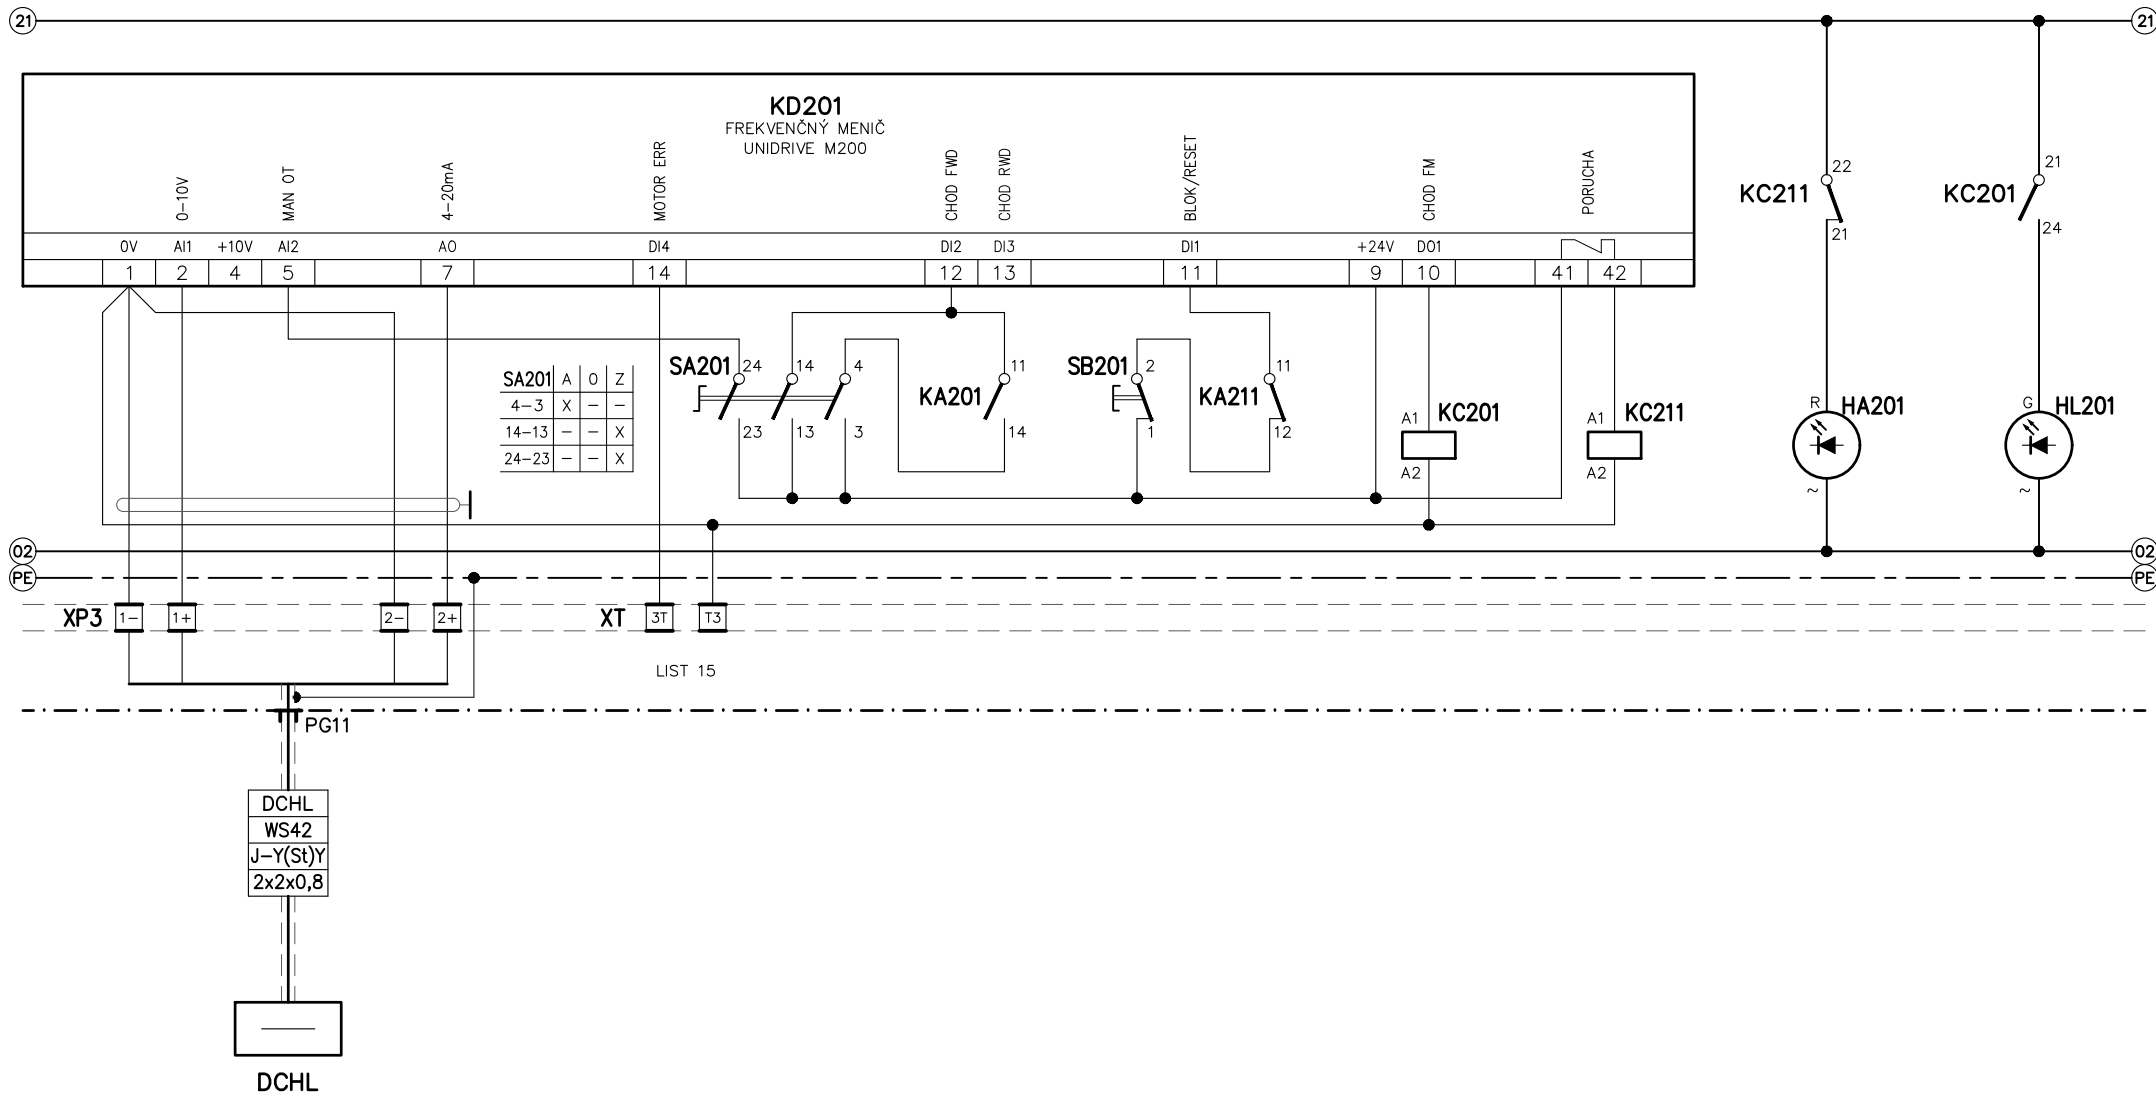 21
21
KD201
FREKVENČNÝ MENIČ
UNIDRIVE M200
0-10V
MAN OT
4-20mA
MOTOR ERR
CHOD FWD
CHOD RWD
BLOK/RESET
CHOD FM
PORUCHA
0V AI1 +10V AI2 AO DI4 DI2 DI3 DI1 +24V DO1
1 2 4 5 7 14 12 13 11 9 10 41 42
22
KC211
21
21
KC201
24
SA201 A 0 Z
4-3 X - -
14-13 - - X
24-23 - - X
SA201
24 14 4
23 13 3
11
KA201
14
SB201 2
1
11
KA211
12
A1 KC201
A2
A1 KC211
A2
R HA201
~
G HL201
~
02
02
PE
PE
XP3 1- 1+ 2- 2+
XT 3T T3
LIST 15
PG11
DCHL
WS42
J-Y(St)Y
2x2x0,8
DCHL